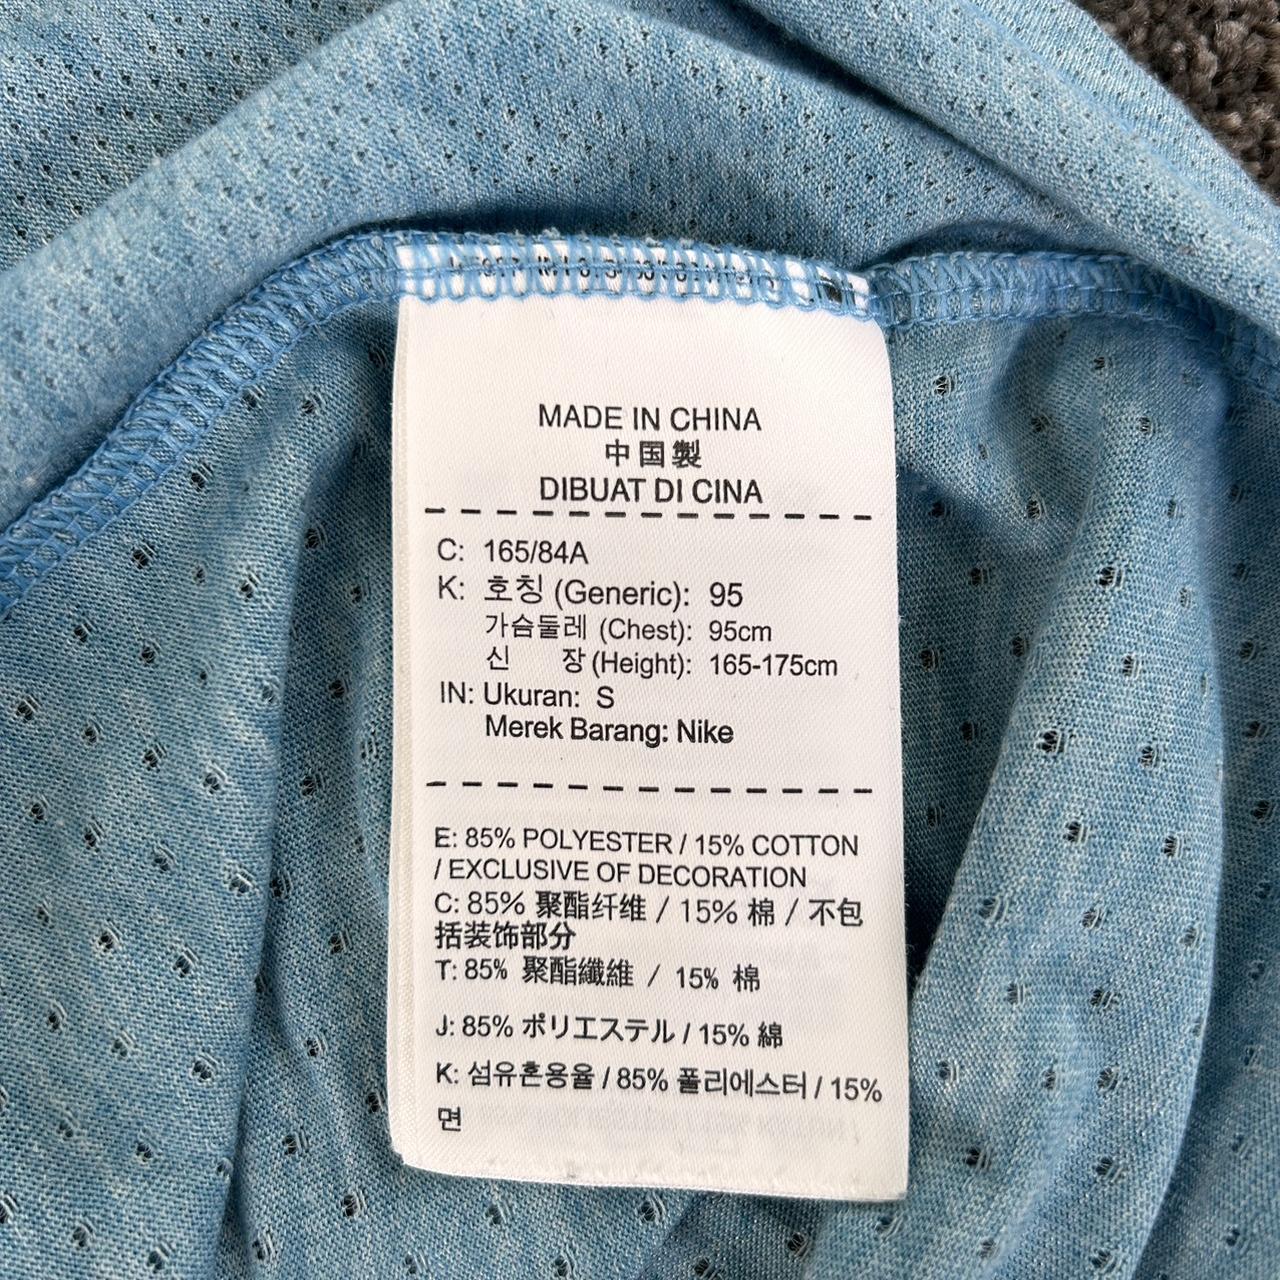 MADE IN CHINA
中国製
DIBUAT DI CINA
C: 165/84A
K: 호칭 (Generic): 95
가슴둘레 (Chest): 95cm
신 장 (Height): 165-175cm
IN: Ukuran: S
Merek Barang: Nike
E: 85% POLYESTER / 15% COTTON
/ EXCLUSIVE OF DECORATION
C: 85% 聚酯纤维 / 15% 棉 / 不包
括装饰部分
T: 85% 聚酯纖維 / 15% 棉
J: 85% ポリエステル / 15% 綿
K: 섬유혼용율 / 85% 폴리에스터 / 15%
면